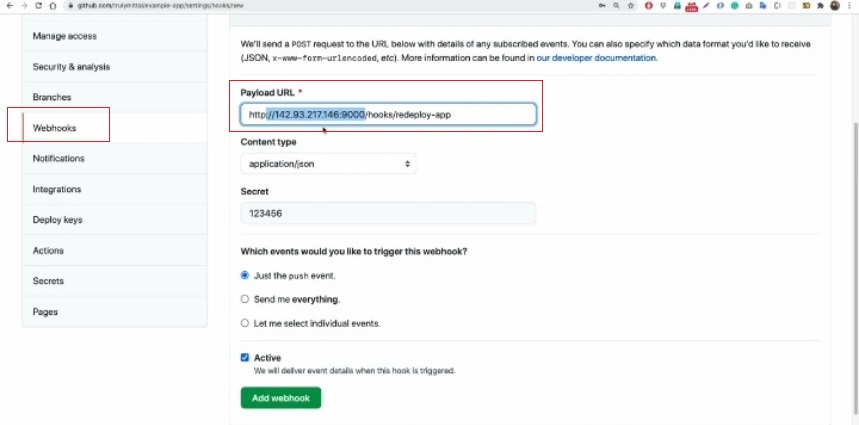 github.com/trulymittal/example-app/settings/hooks/new
Manage access
Security & analysis
Branches
Webhooks
Notifications
Integrations
Deploy keys
Actions
Secrets
Pages
We'll send a POST request to the URL below with details of any subscribed events. You can also specify which data format you'd like to receive
(JSON, x-www-form-urlencoded, etc). More information can be found in our developer documentation.
Payload URL *
http://142.93.217.146:9000/hooks/redeploy-app
Content type
application/json
Secret
123456
Which events would you like to trigger this webhook?
Just the push event.
Send me everything.
Let me select individual events.
Active
We will deliver event details when this hook is triggered.
Add webhook